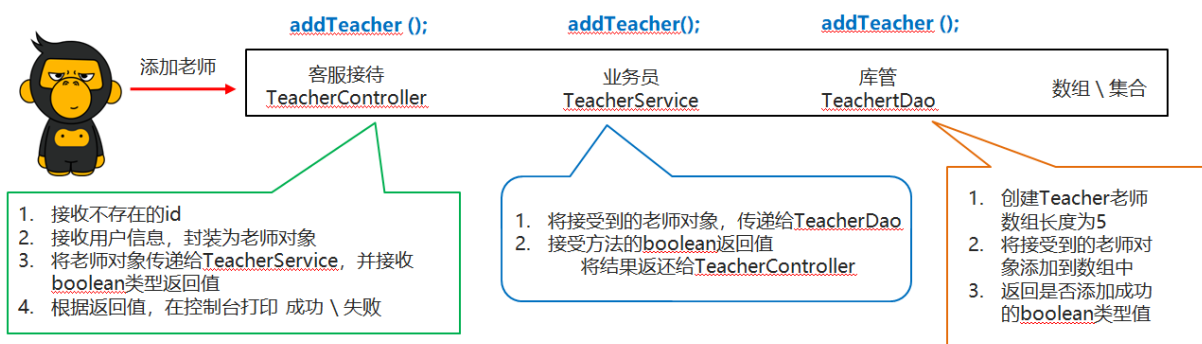 addTeacher ();
addTeacher();
addTeacher ();
添加老师
客服接待
TeacherController
业务员
TeacherService
库管
TeachertDao
数组 \ 集合
1. 接收不存在的id
2. 接收用户信息，封装为老师对象
3. 将老师对象传递给TeacherService，并接收
boolean类型返回值
4. 根据返回值，在控制台打印 成功 \ 失败
1. 将接受到的老师对象，传递给TeacherDao
2. 接受方法的boolean返回值
将结果返还给TeacherController
1. 创建Teacher老师
数组长度为5
2. 将接受到的老师对
象添加到数组中
3. 返回是否添加成功
的boolean类型值